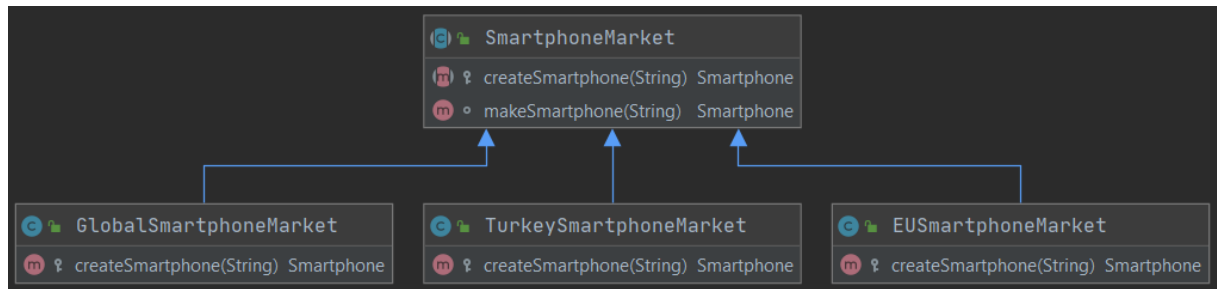 SmartphoneMarket
createSmartphone(String) Smartphone
makeSmartphone(String) Smartphone
GlobalSmartphoneMarket
createSmartphone(String) Smartphone
TurkeySmartphoneMarket
createSmartphone(String) Smartphone
EUSmartphoneMarket
createSmartphone(String) Smartphone